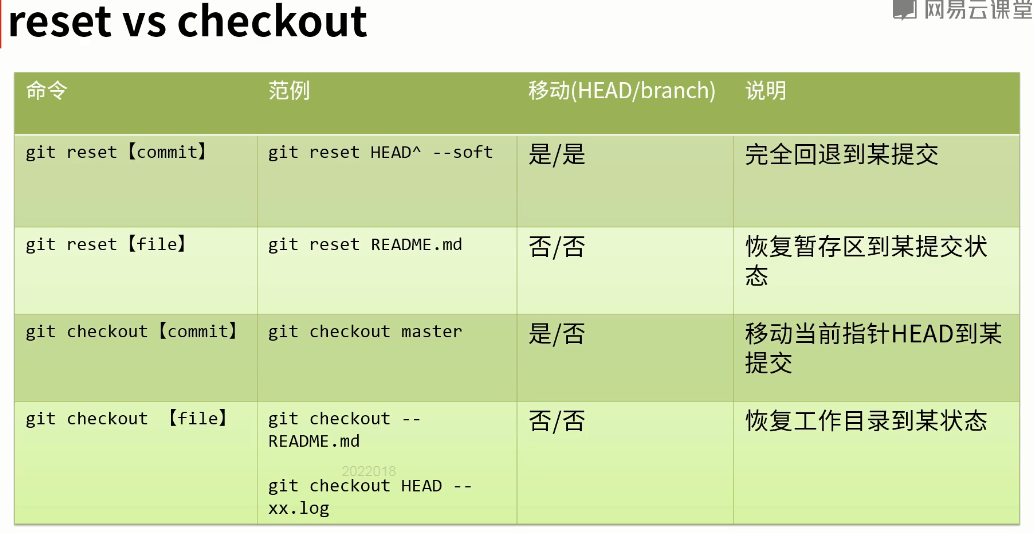 reset vs checkout
网易云课堂
命令 范例 移动(HEAD/branch) 说明
git reset【commit】 git reset HEAD^ --soft 是/是 完全回退到某提交
git reset【file】 git reset README.md 否/否 恢复暂存区到某提交状
态
git checkout【commit】 git checkout master 是/否 移动当前指针HEAD到某
提交
git checkout 【file】 git checkout -- 否/否 恢复工作目录到某状态
README.md
2022018
git checkout HEAD --
xx.log